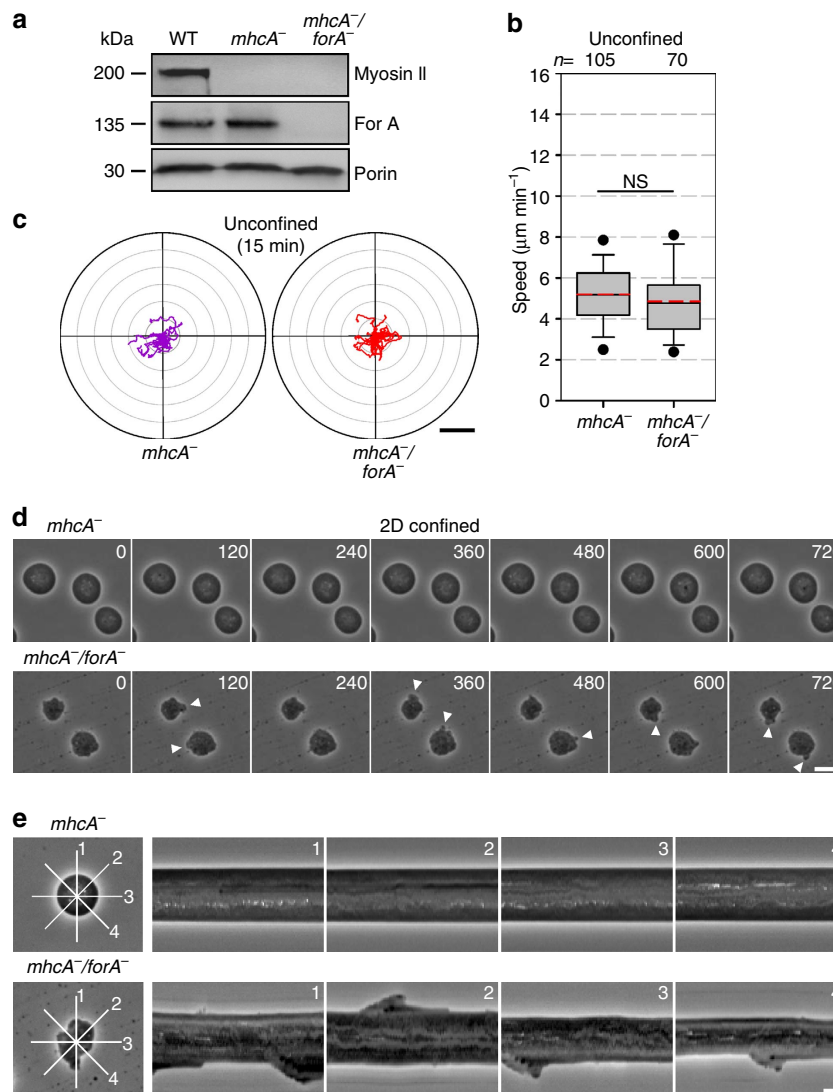 a
kDa WT mhcA⁻ mhcA⁻/forA⁻
200 Myosin II
135 For A
30 Porin
b
Unconfined
n= 105 70
16
14
12
10
8
6
4
2
0
Speed (μm min⁻¹)
NS
mhcA⁻ mhcA⁻/forA⁻
c
Unconfined
(15 min)
mhcA⁻ mhcA⁻/forA⁻
d
mhcA⁻ 2D confined
0 120 240 360 480 600 72
mhcA⁻/forA⁻
0 120 240 360 480 600 72
e
mhcA⁻
1 2 3 4
1 2 3
mhcA⁻/forA⁻
1 2 3 4
1 2 3